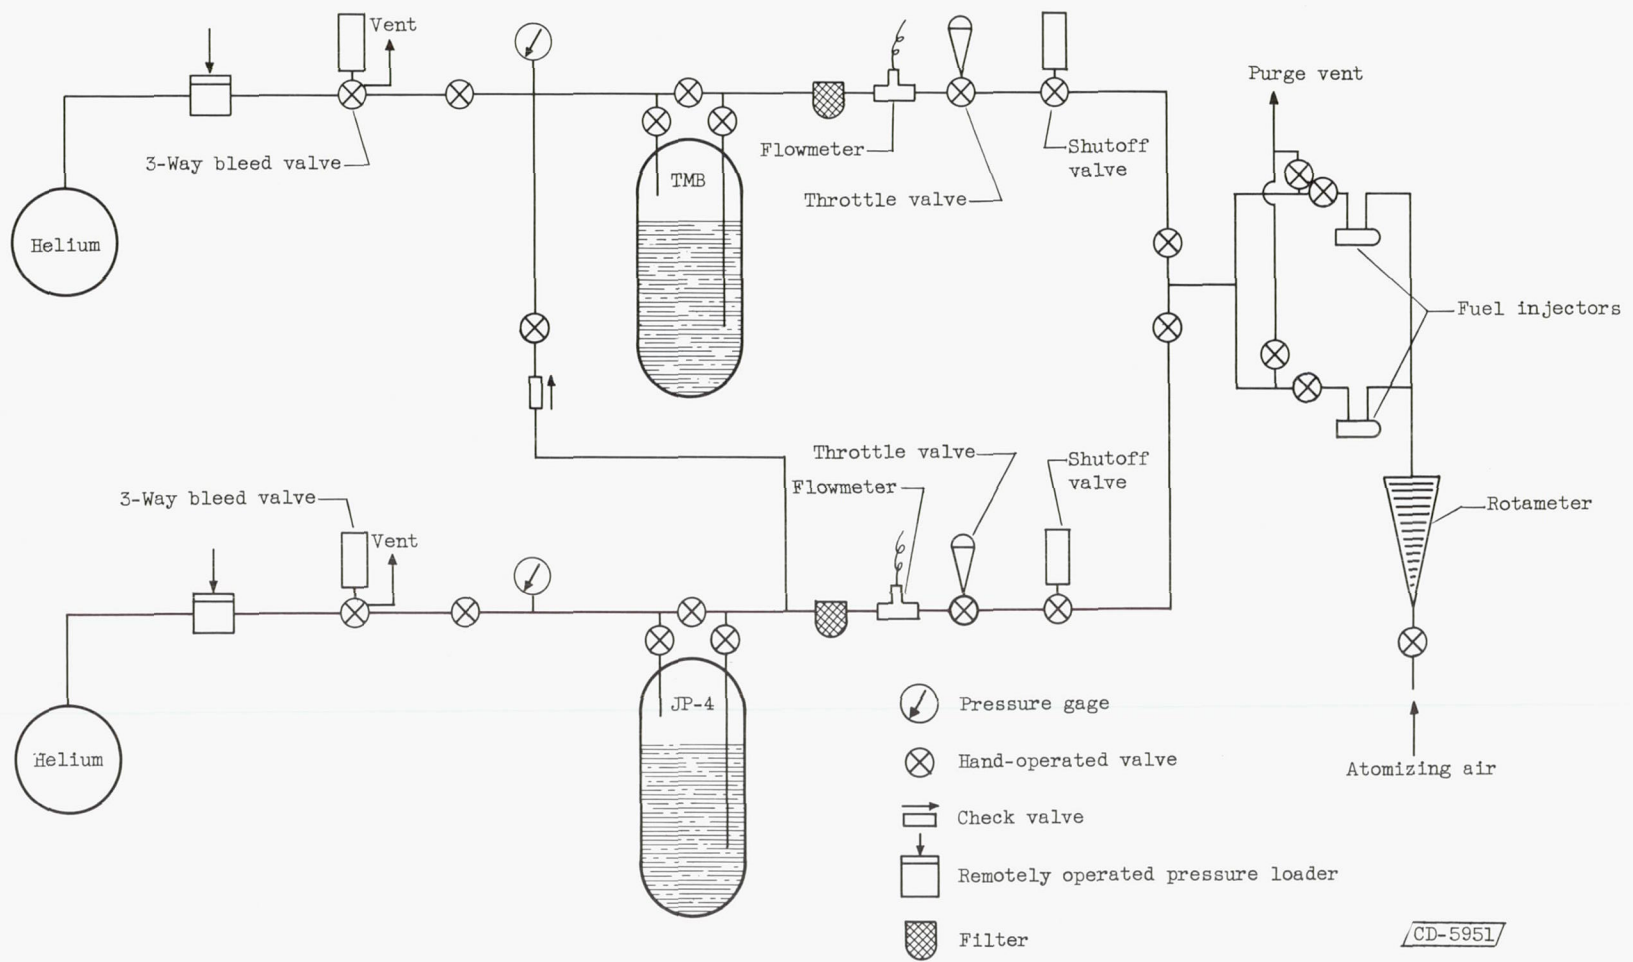 Vent
Purge vent
3-Way bleed valve
Flowmeter
Shutoff
valve
Throttle valve
TMB
Helium
Fuel injectors
Throttle valve
Shutoff
valve
Flowmeter
3-Way bleed valve
Rotameter
Vent
JP-4
Helium
Atomizing air
Pressure gage
Hand-operated valve
Check valve
Remotely operated pressure loader
Filter
CD-5951